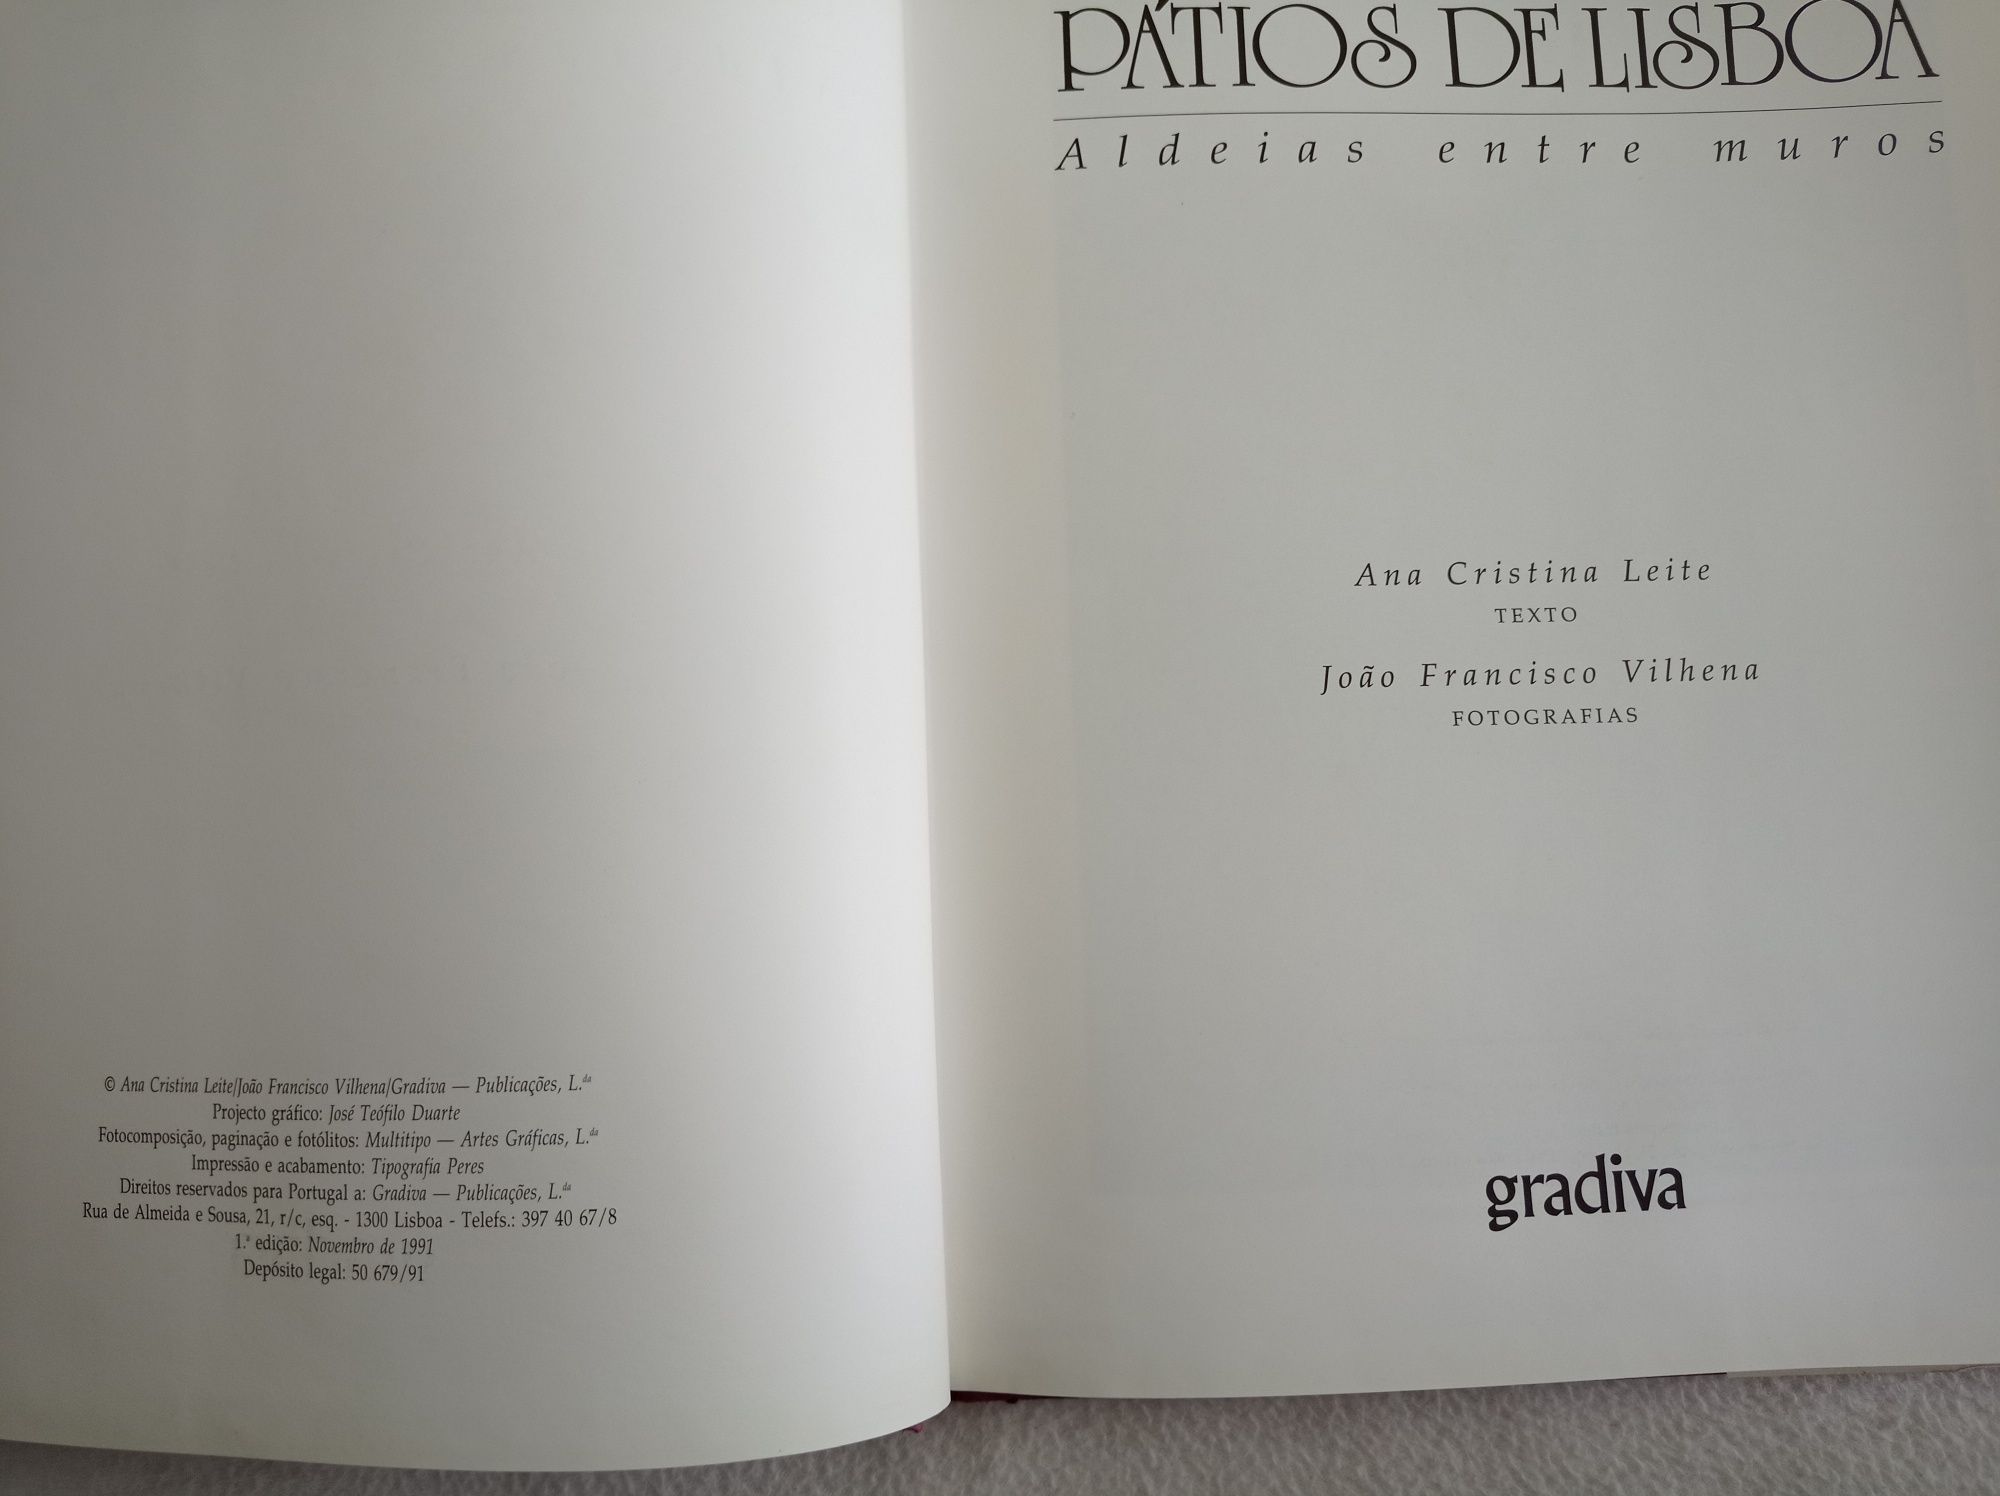 © Ana Cristina Leite/João Francisco Vilhena/Gradiva — Publicações, L.da
Projecto gráfico: José Teófilo Duarte
Fotocomposição, paginação e fotólitos: Multitipo — Artes Gráficas, L.da
Impressão e acabamento: Tipografia Peres
Direitos reservados para Portugal a: Gradiva — Publicações, L.da
Rua de Almeida e Sousa, 21, r/c, esq. - 1300 Lisboa - Telefs.: 397 40 67/8
1.ª edição: Novembro de 1991
Depósito legal: 50 679/91
PÁTIOS DE LISBOA
Aldeias entre muros
Ana Cristina Leite
TEXTO
João Francisco Vilhena
FOTOGRAFIAS
gradiva